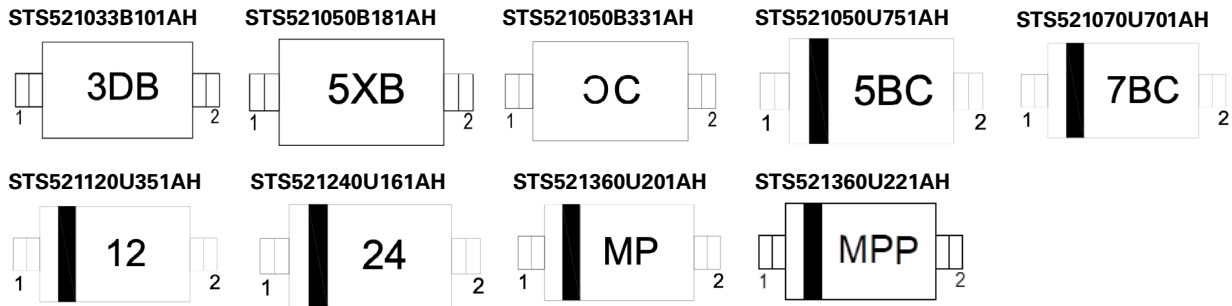 STS521033B101AH STS521050B181AH STS521050B331AH STS521050U751AH STS521070U701AH
3DB 5XB ƆC 5BC 7BC
1 2 1 2 1 2 1 2 1 2
STS521120U351AH STS521240U161AH STS521360U201AH STS521360U221AH
12 24 MP MPP
1 2 1 2 1 2 1 2